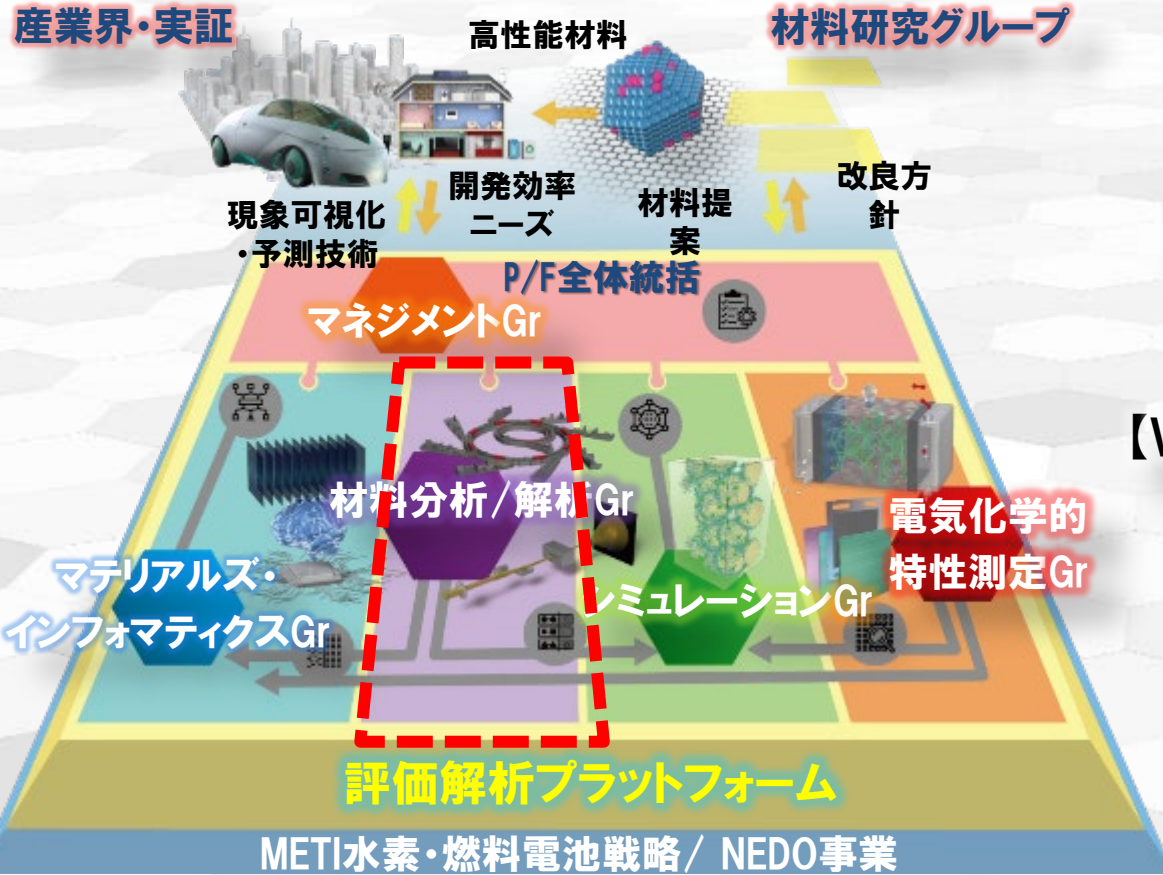 産業界・実証
高性能材料
材料研究グループ
現象可視化
・予測技術
開発効率
ニーズ
材料提
案
改良方
針
P/F全体統括
マネジメントGr
材料分析/解析Gr
電気化学的
特性測定Gr
マテリアルズ・
インフォマティクスGr
シミュレーションGr
評価解析プラットフォーム
METI水素・燃料電池戦略/ NEDO事業